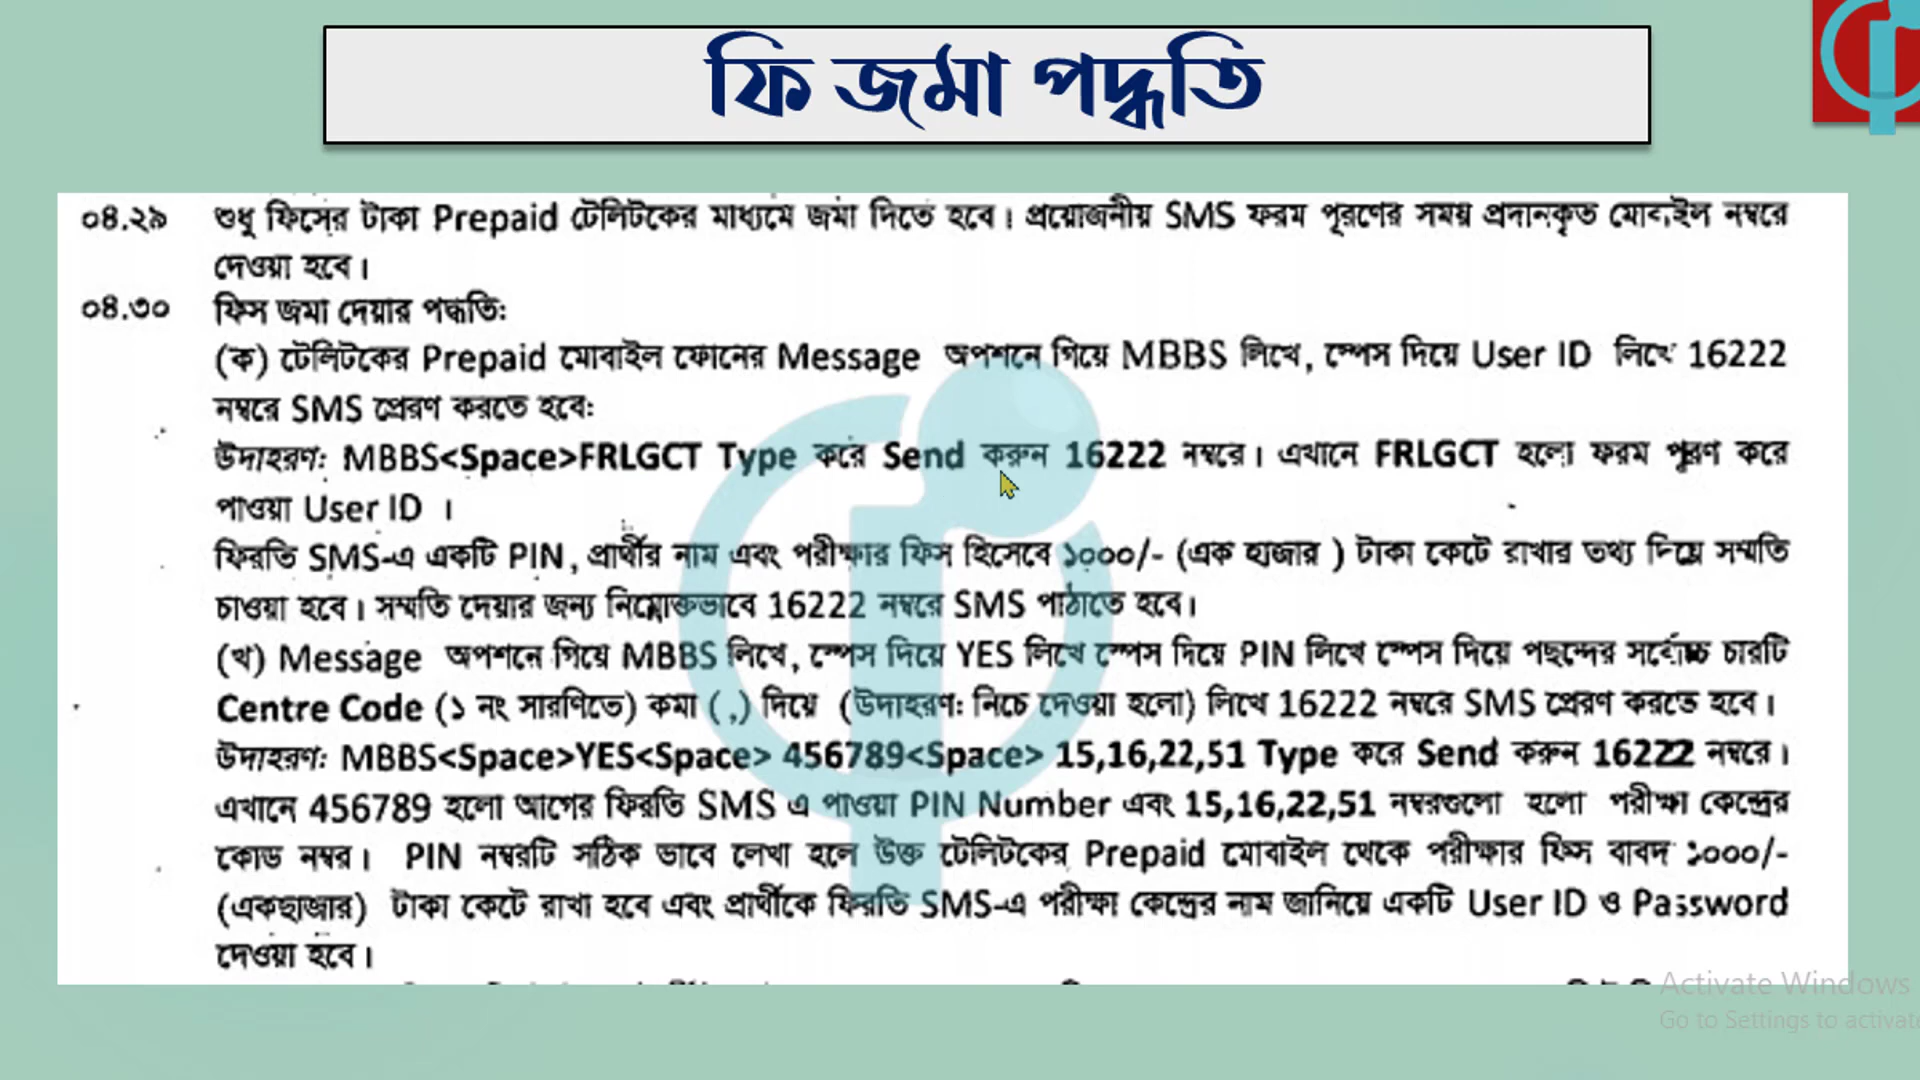 ফি জমা পদ্ধতি
০৪.২৯ শুধু ফিসের টাকা Prepaid টেলিটকের মাধ্যমে জমা দিতে হবে। প্রয়োজনীয় SMS ফরম পূরণের সময় প্রদানকৃত মোবাইল নম্বরে
দেওয়া হবে।
০৪.৩০ ফিস জমা দেয়ার পদ্ধতি:
(ক) টেলিটকের Prepaid মোবাইল ফোনের Message অপশনে গিয়ে MBBS লিখে, স্পেস দিয়ে User ID লিখে 16222
নম্বরে SMS প্রেরণ করতে হবে:
উদাহরণ: MBBS<Space>FRLGCT Type করে Send করুন 16222 নম্বরে। এখানে FRLGCT হলো ফরম পূরণ করে
পাওয়া User ID ।
ফিরতি SMS-এ একটি PIN, প্রার্থীর নাম এবং পরীক্ষার ফিস হিসেবে ১০০০/- (এক হাজার ) টাকা কেটে রাখার তথ্য দিয়ে সম্মতি
চাওয়া হবে। সম্মতি দেয়ার জন্য নিম্নোক্তভাবে 16222 নম্বরে SMS পাঠাতে হবে।
(খ) Message অপশনে গিয়ে MBBS লিখে, স্পেস দিয়ে YES লিখে স্পেস দিয়ে PIN লিখে স্পেস দিয়ে পছন্দের সর্বোচ্চ চারটি
Centre Code (১ নং সারণিতে) কমা (,) দিয়ে (উদাহরণ: নিচে দেওয়া হলো) লিখে 16222 নম্বরে SMS প্রেরণ করতে হবে।
উদাহরণ: MBBS<Space>YES<Space> 456789<Space> 15,16,22,51 Type করে Send করুন 16222 নম্বরে।
এখানে 456789 হলো আগের ফিরতি SMS এ পাওয়া PIN Number এবং 15,16,22,51 নম্বরগুলো হলো পরীক্ষা কেন্দ্রের
কোড নম্বর। PIN নম্বরটি সঠিক ভাবে লেখা হলে উক্ত টেলিটকের Prepaid মোবাইল থেকে পরীক্ষার ফিস বাবদ ১০০০/-
(একহাজার) টাকা কেটে রাখা হবে এবং প্রার্থীকে ফিরতি SMS-এ পরীক্ষা কেন্দ্রের নাম জানিয়ে একটি User ID ও Password
দেওয়া হবে।
Activate Windows
Go to Settings to activate